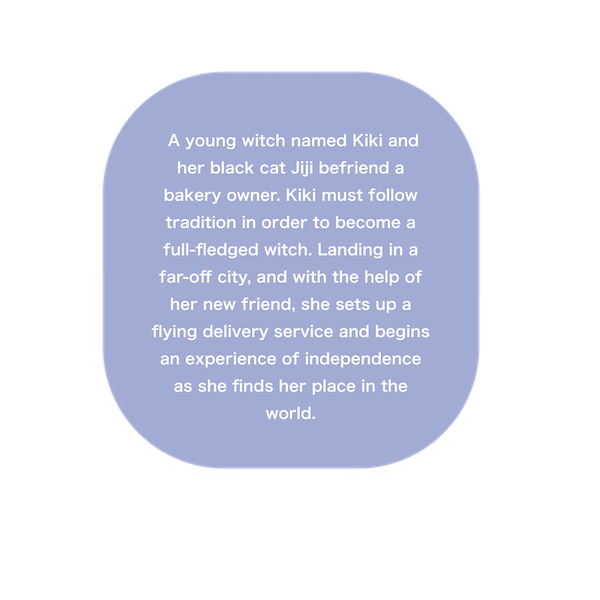 A young witch named Kiki and
her black cat Jiji befriend a
bakery owner. Kiki must follow
tradition in order to become a
full-fledged witch. Landing in a
far-off city, and with the help of
her new friend, she sets up a
flying delivery service and begins
an experience of independence
as she finds her place in the
world.